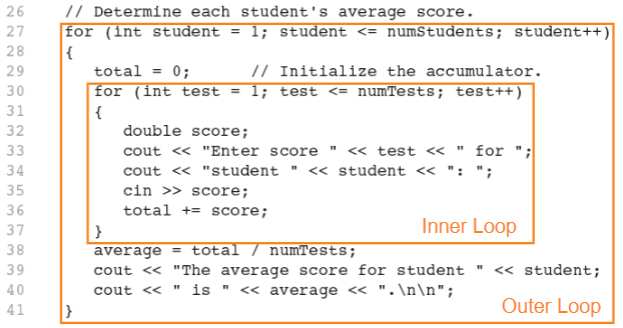 26 // Determine each student's average score.
27 for (int student = 1; student <= numStudents; student++)
28 {
29 total = 0; // Initialize the accumulator.
30 for (int test = 1; test <= numTests; test++)
31 {
32 double score;
33 cout << "Enter score " << test << " for ";
34 cout << "student " << student << ": ";
35 cin >> score;
36 total += score;
Inner Loop
37 }
38 average = total / numTests;
39 cout << "The average score for student " << student;
40 cout << " is " << average << ".\n\n";
Outer Loop
41 }